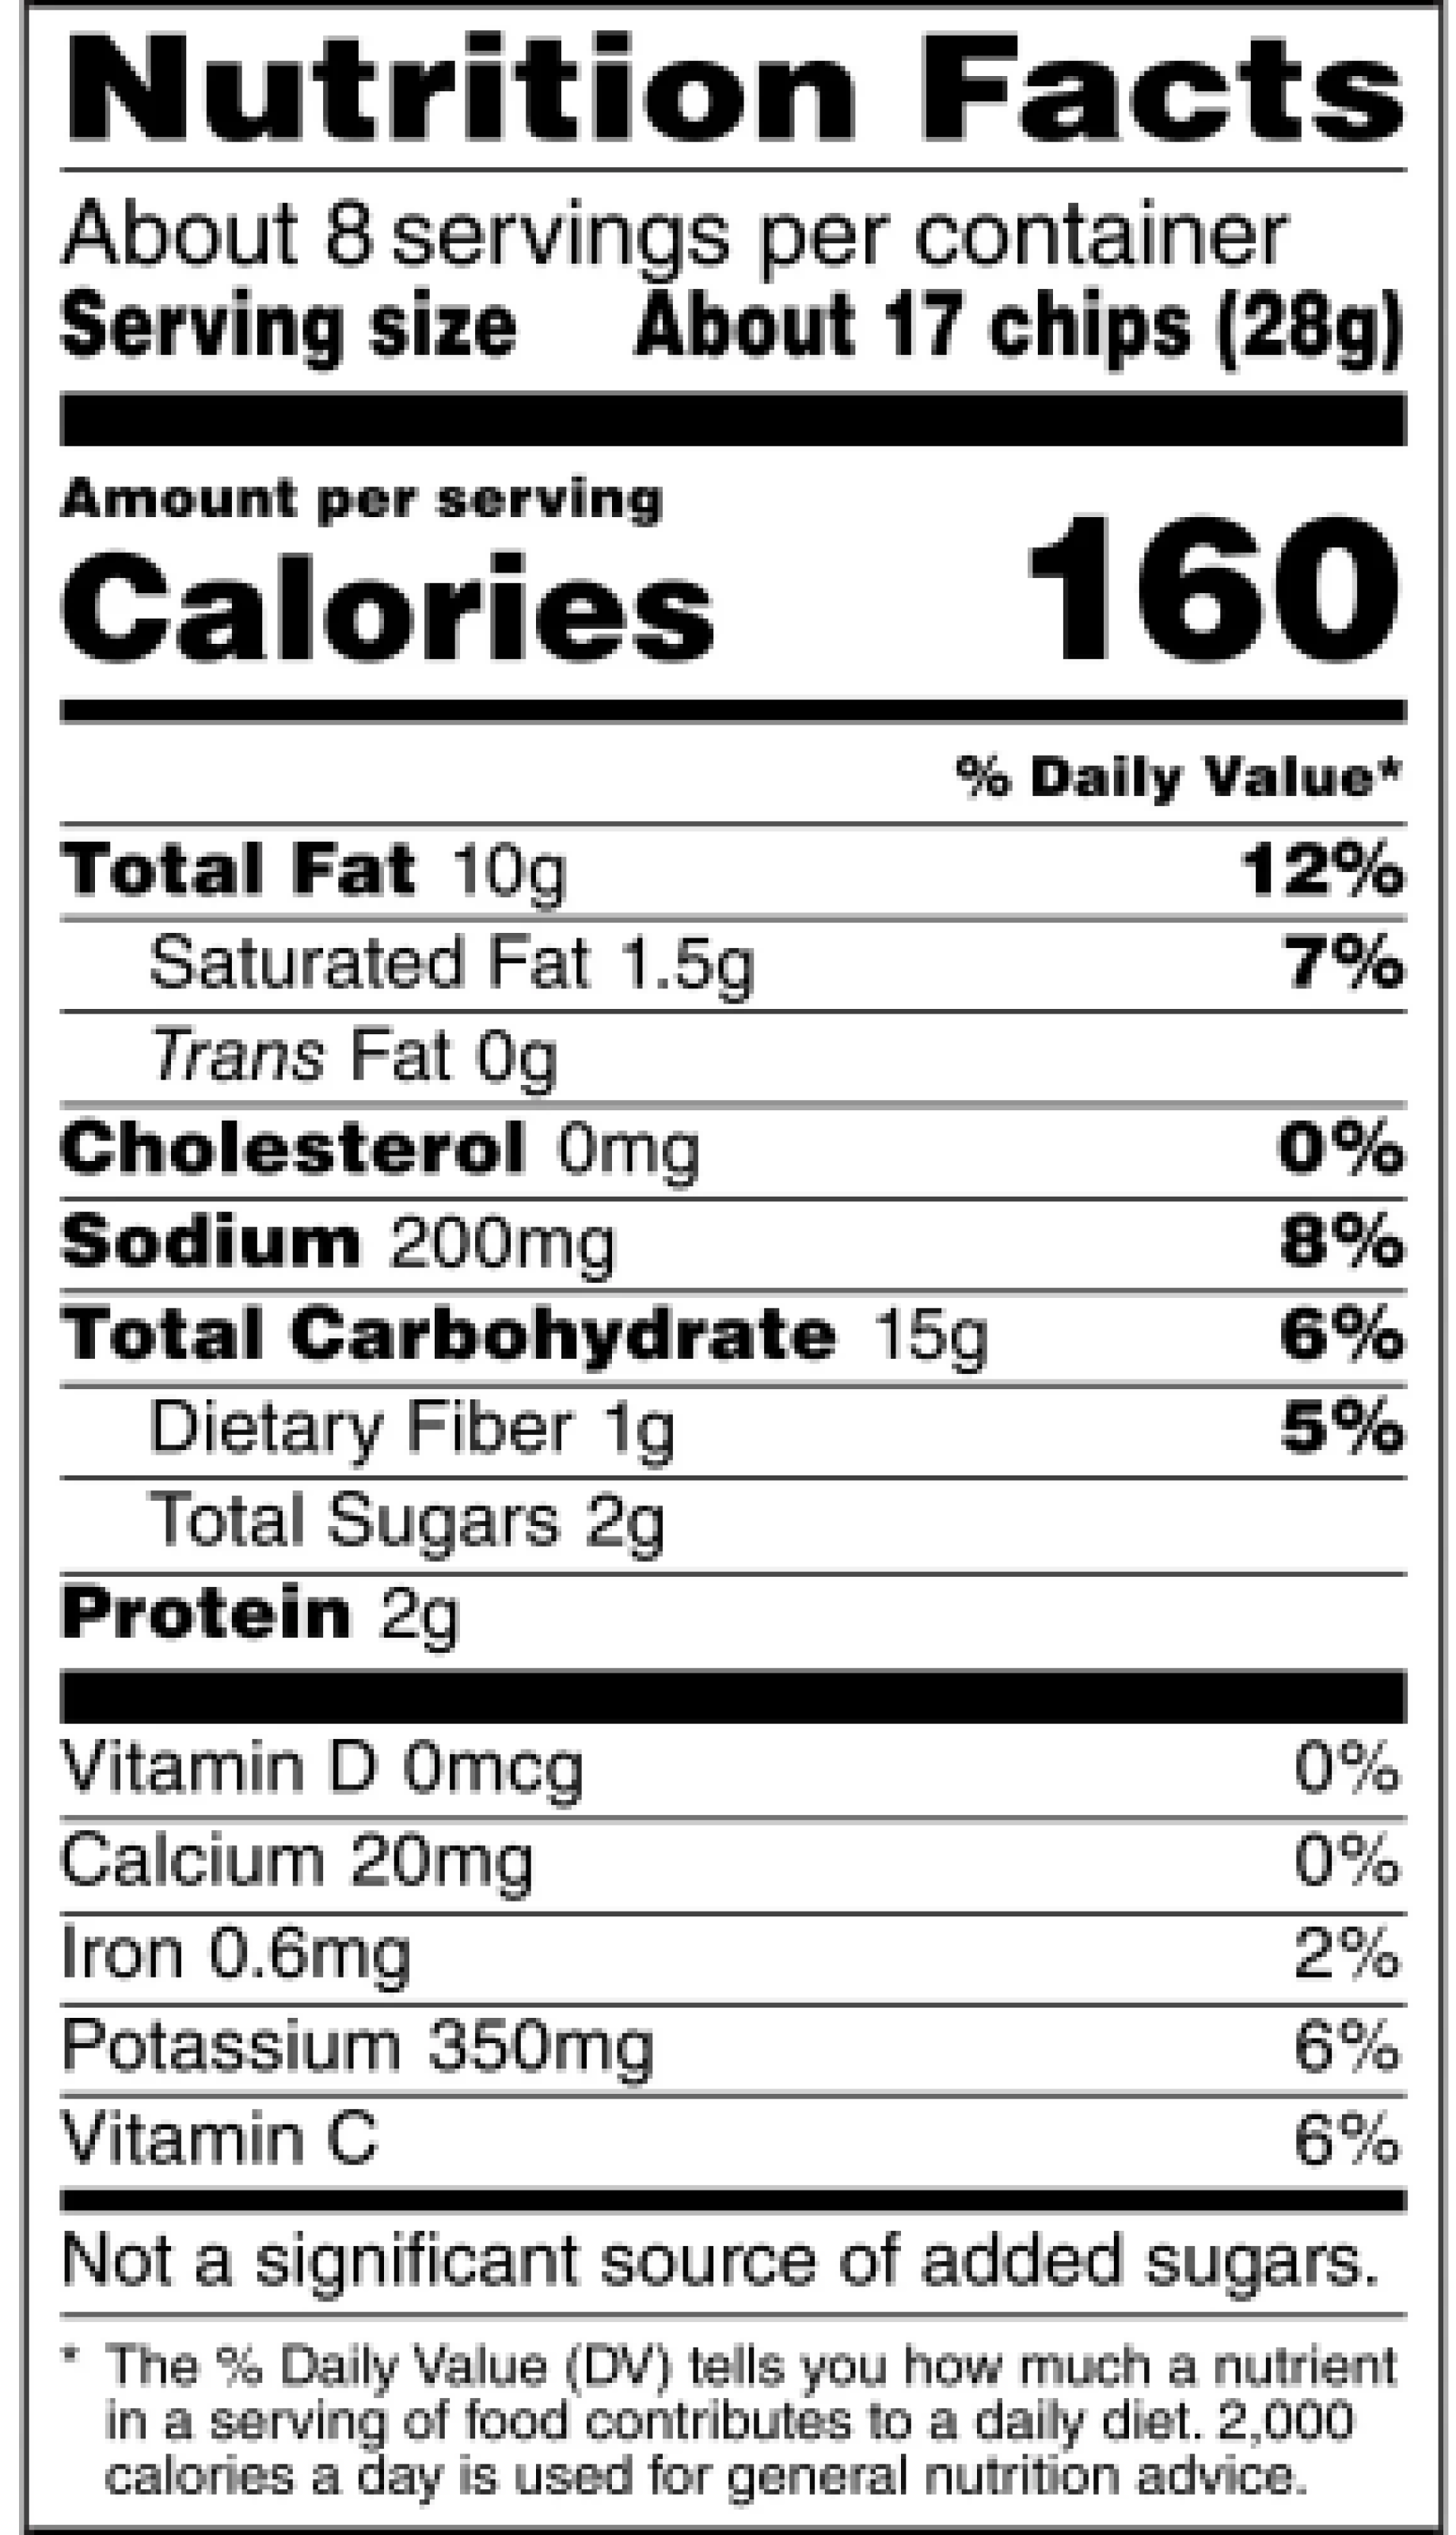 Nutrition Facts
About 8 servings per container
Serving size About 17 chips (28g)
Amount per serving
Calories 160
% Daily Value*
Total Fat 10g 12%
Saturated Fat 1.5g 7%
Trans Fat 0g
Cholesterol 0mg 0%
Sodium 200mg 8%
Total Carbohydrate 15g 6%
Dietary Fiber 1g 5%
Total Sugars 2g
Protein 2g
Vitamin D 0mcg 0%
Calcium 20mg 0%
Iron 0.6mg 2%
Potassium 350mg 6%
Vitamin C 6%
Not a significant source of added sugars.
* The % Daily Value (DV) tells you how much a nutrient
in a serving of food contributes to a daily diet. 2,000
calories a day is used for general nutrition advice.